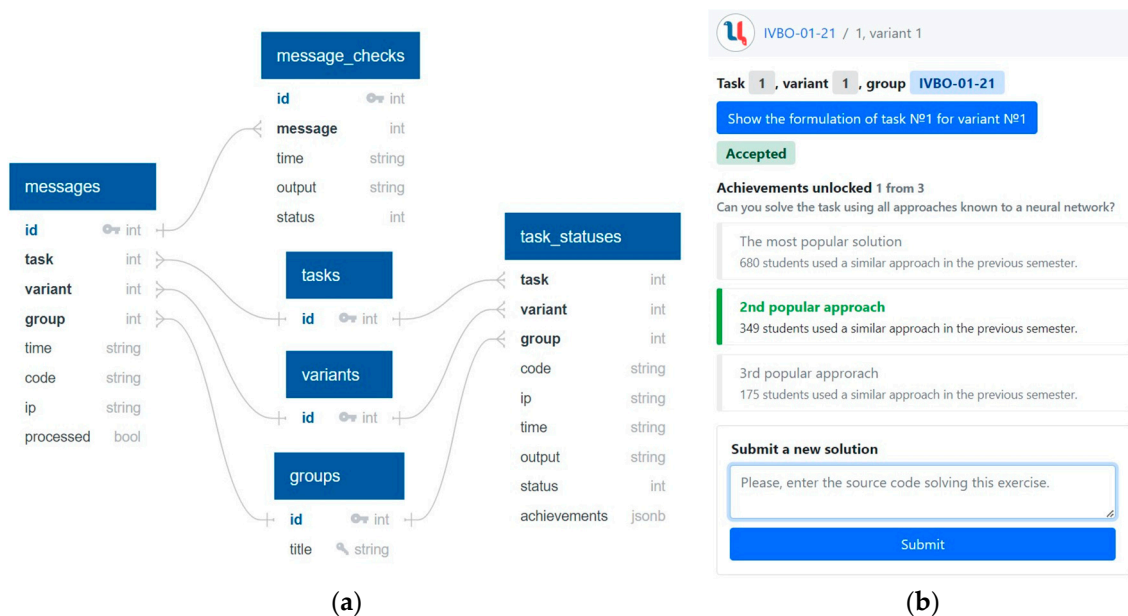 message_checks
id int
message int
time string
output string
status int
messages
id int
task int
variant int
group int
time string
code string
ip string
processed bool
tasks
id int
variants
id int
groups
id int
title string
task_statuses
task int
variant int
group int
code string
ip string
time string
output string
status int
achievements jsonb
(a)
IVBO-01-21 / 1, variant 1
Task 1 , variant 1 , group IVBO-01-21
Show the formulation of task №1 for variant №1
Accepted
Achievements unlocked 1 from 3
Can you solve the task using all approaches known to a neural network?
The most popular solution
680 students used a similar approach in the previous semester.
2nd popular approach
349 students used a similar approach in the previous semester.
3rd popular approrach
175 students used a similar approach in the previous semester.
Submit a new solution
Please, enter the source code solving this exercise.
Submit
(b)